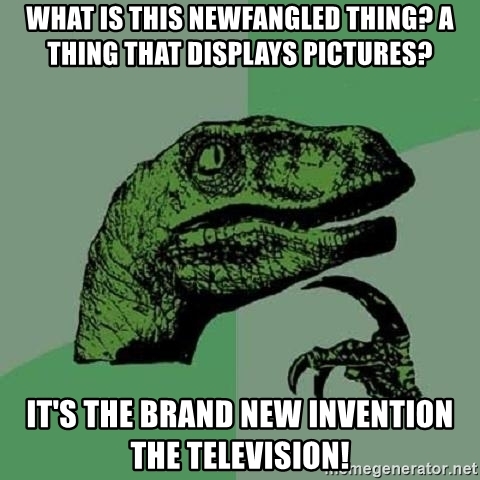 WHAT IS THIS NEWFANGLED THING? A
THING THAT DISPLAYS PICTURES?
IT'S THE BRAND NEW INVENTION
THE TELEVISION!
memegenerator.net